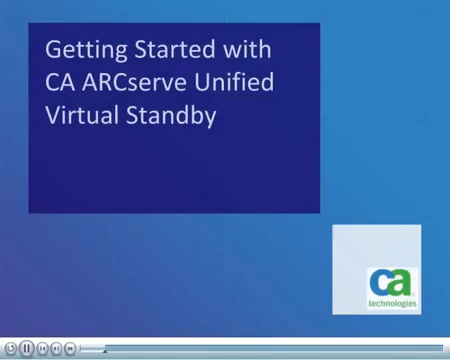 Getting Started with
CA ARCserve Unified
Virtual Standby
ca
technologies